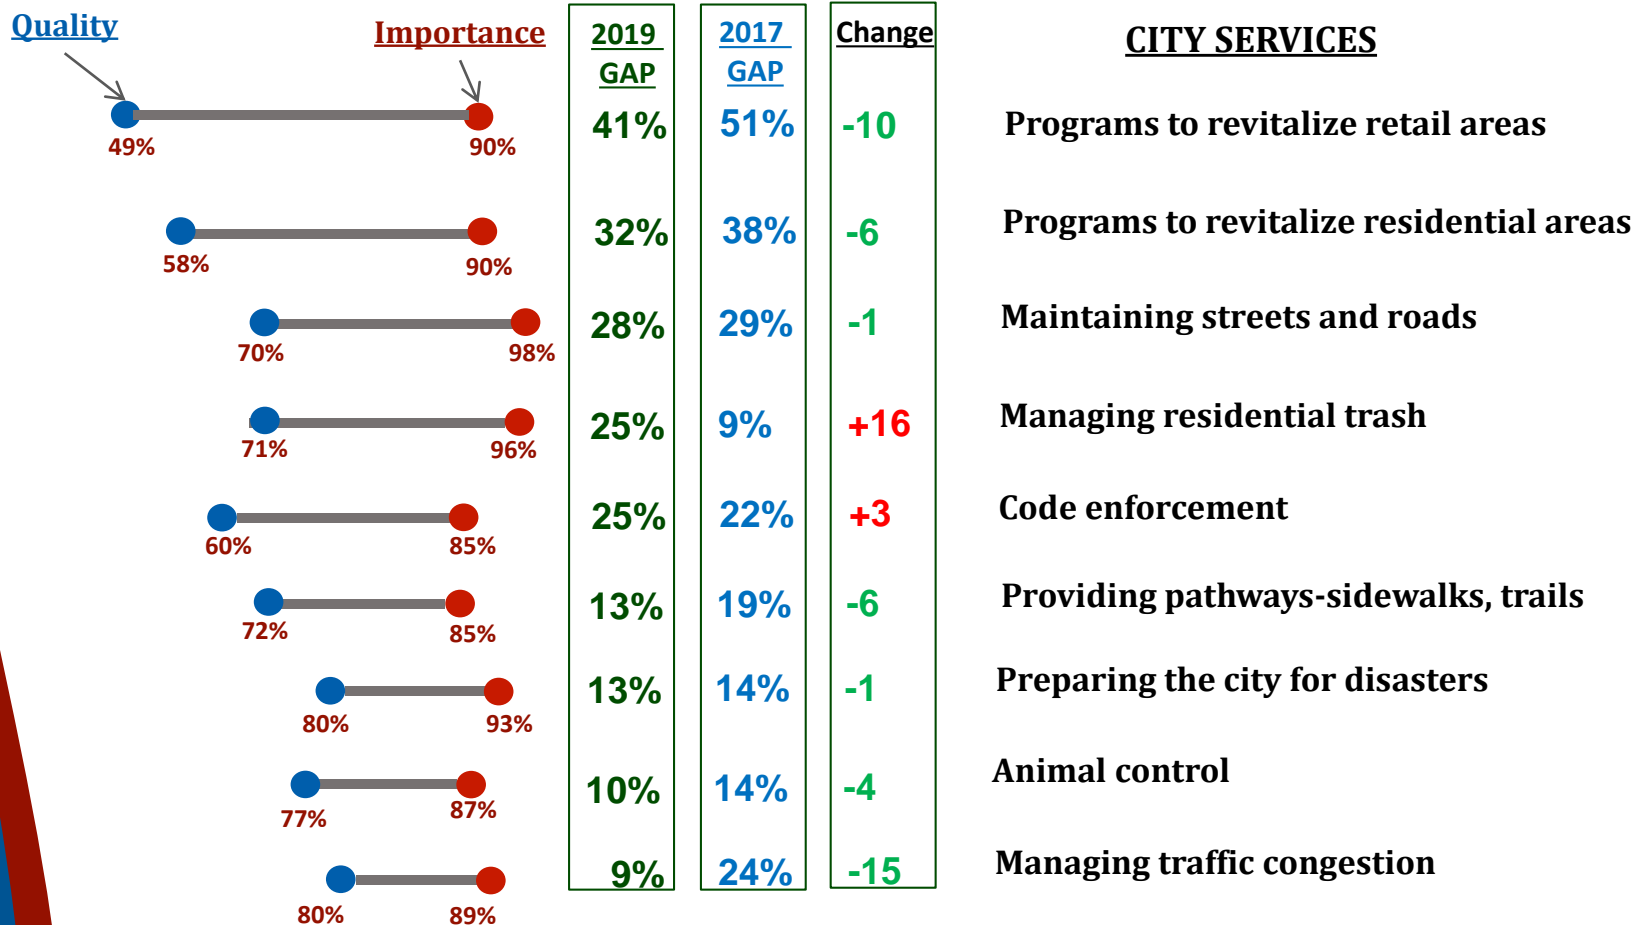 Quality Importance 2019 GAP 2017 GAP Change CITY SERVICES
49% 90% 41% 51% -10 Programs to revitalize retail areas
58% 90% 32% 38% -6 Programs to revitalize residential areas
70% 98% 28% 29% -1 Maintaining streets and roads
71% 96% 25% 9% +16 Managing residential trash
60% 85% 25% 22% +3 Code enforcement
72% 85% 13% 19% -6 Providing pathways-sidewalks, trails
80% 93% 13% 14% -1 Preparing the city for disasters
77% 87% 10% 14% -4 Animal control
80% 89% 9% 24% -15 Managing traffic congestion